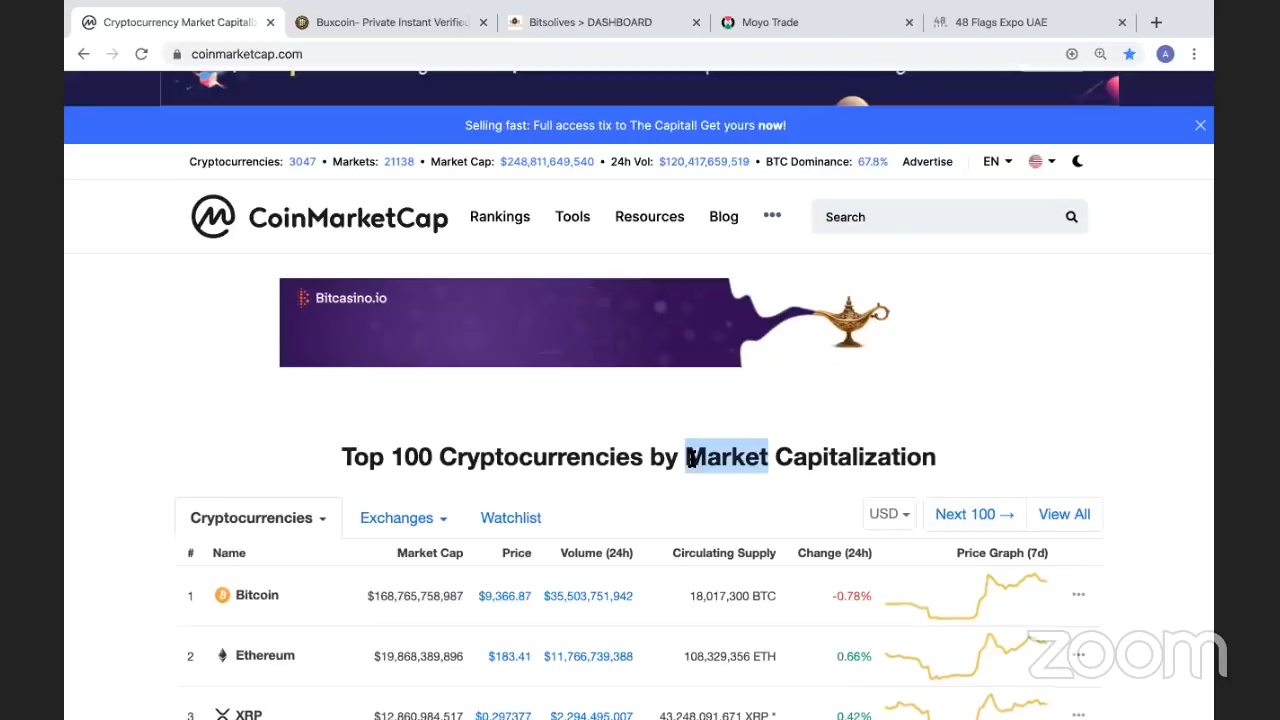 Cryptocurrency Market Capitaliz
Buxcoin- Private Instant Verified
Bitsolives > DASHBOARD
Moyo Trade
48 Flags Expo UAE
coinmarketcap.com
A
Selling fast: Full access tix to The Capital! Get yours now!
Cryptocurrencies: 3047 • Markets: 21138 • Market Cap: $248,811,649,540 • 24h Vol: $120,417,659,519 • BTC Dominance: 67.8% Advertise EN
CoinMarketCap Rankings Tools Resources Blog ••• Search
Bitcasino.io
Top 100 Cryptocurrencies by Market Capitalization
Cryptocurrencies Exchanges Watchlist USD Next 100 → View All
# Name Market Cap Price Volume (24h) Circulating Supply Change (24h) Price Graph (7d)
1 Bitcoin $168,765,758,987 $9,366.87 $35,503,751,942 18,017,300 BTC -0.78%
2 Ethereum $19,868,389,896 $183.41 $11,766,739,388 108,329,356 ETH 0.66%
3 XRP $12,860,984,517 $0.297377 $2,294,495,007 43,248,091,671 XRP * 0.42%
zoom